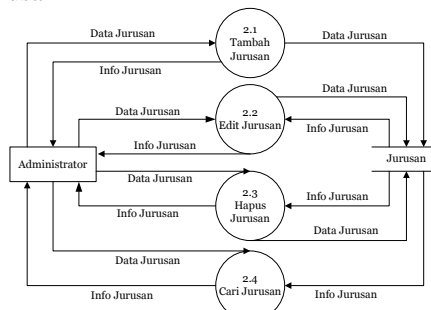 Data Jurusan
2.1
Tambah
Jurusan
Data Jurusan
Info Jurusan
Data Jurusan
2.2
Edit Jurusan
Data Jurusan
Info Jurusan
Info Jurusan
Administrator
Jurusan
Data Jurusan
2.3
Hapus
Jurusan
Info Jurusan
Info Jurusan
Data Jurusan
Data Jurusan
2.4
Cari Jurusan
Info Jurusan
Info Jurusan